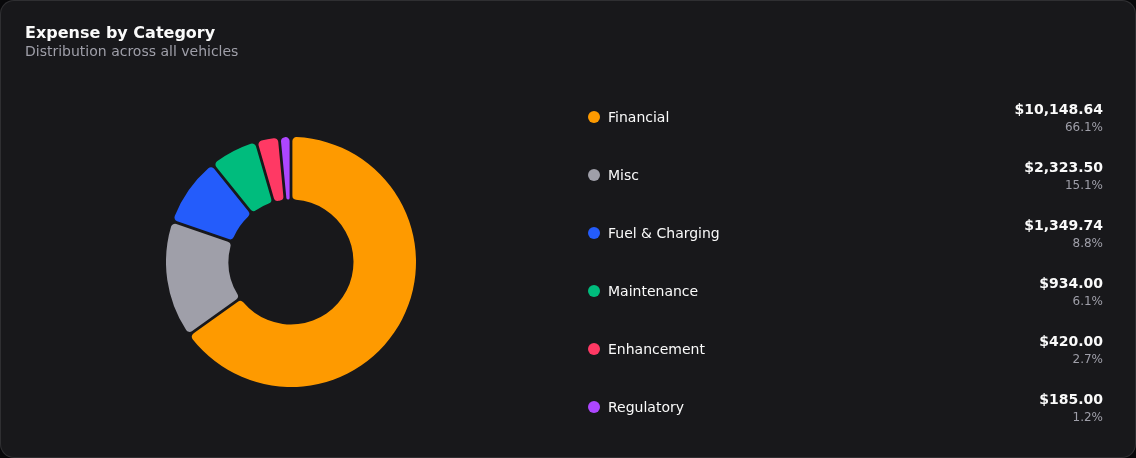 Expense by Category
Distribution across all vehicles
Financial
$10,148.64
66.1%
Misc
$2,323.50
15.1%
Fuel & Charging
$1,349.74
8.8%
Maintenance
$934.00
6.1%
Enhancement
$420.00
2.7%
Regulatory
$185.00
1.2%